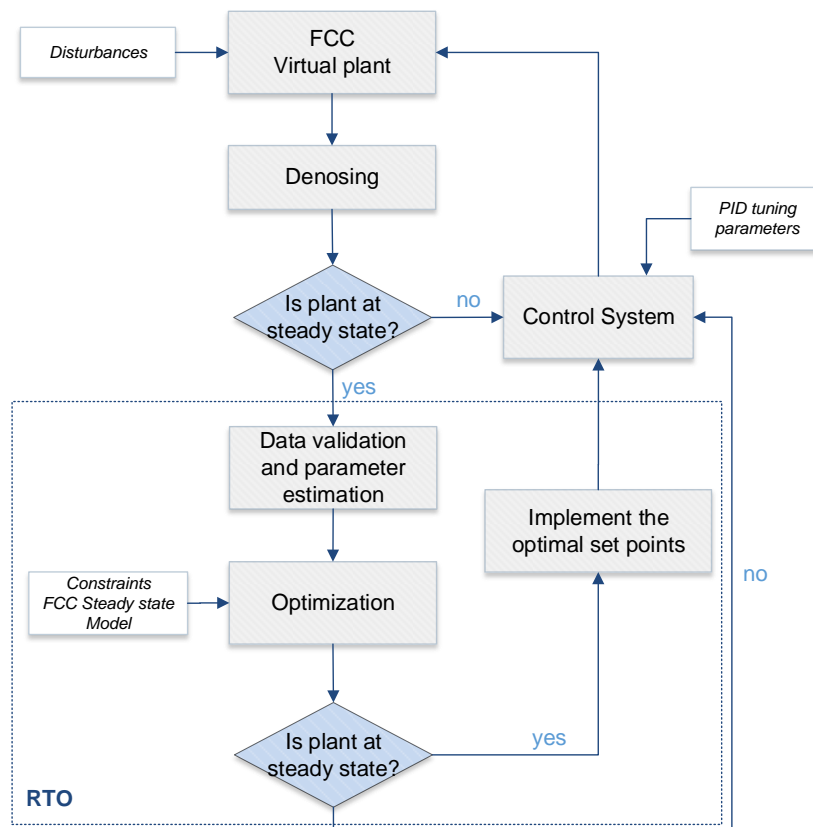 Disturbances
FCC
Virtual plant
Denosing
PID tuning
parameters
Is plant at
steady state?
no
Control System
yes
Data validation
and parameter
estimation
Implement the
optimal set points
Constraints
FCC Steady state
Model
Optimization
no
Is plant at
steady state?
yes
RTO